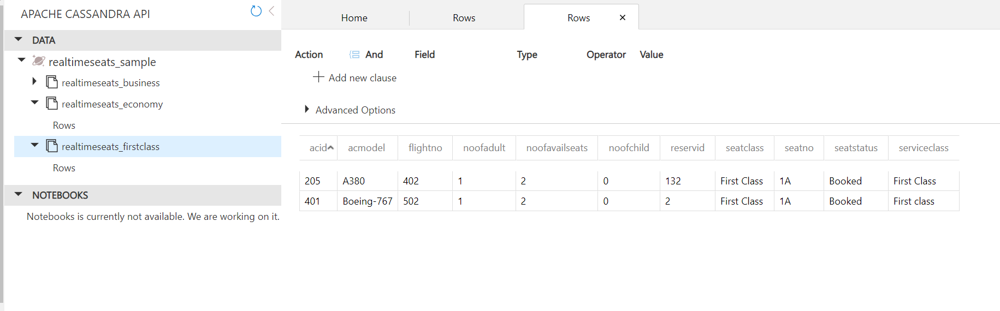 APACHE CASSANDRA API
DATA
realtimeseats_sample
realtimeseats_business
realtimeseats_economy
Rows
realtimeseats_firstclass
Rows
NOTEBOOKS
Notebooks is currently not available. We are working on it.
Home Rows Rows ×
Action And Field Type Operator Value
+ Add new clause
Advanced Options
acid acmodel flightno noofadult noofavailseats noofchild reservid seatclass seatno seatstatus serviceclass
205 A380 402 1 2 0 132 First Class 1A Booked First Class
401 Boeing-767 502 1 2 0 2 First Class 1A Booked First class